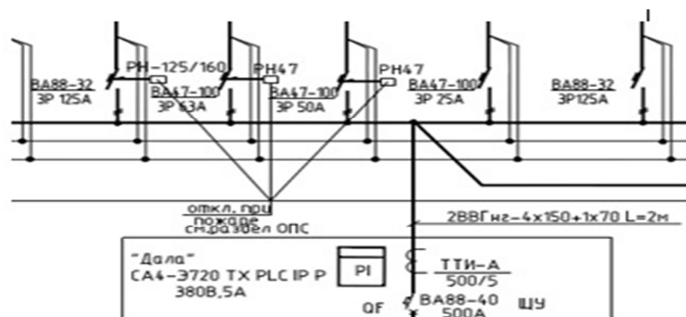 РН-125/160
РН47
РН47
ВА88-32
3Р 125А
ВА47-100
3Р 63А
ВА47-100
3Р 50А
ВА47-100
3Р 25А
ВА88-32
3Р125А
откл. при
пожаре
см.раздел ОПС
2ВВГнг-4х150+1х70 L=2м
"Дала"
СА4-Э720 ТХ PLC IP Р
380В,5А
PI
ТТИ-А
500/5
QF
ВА88-40
500А
ЩУ